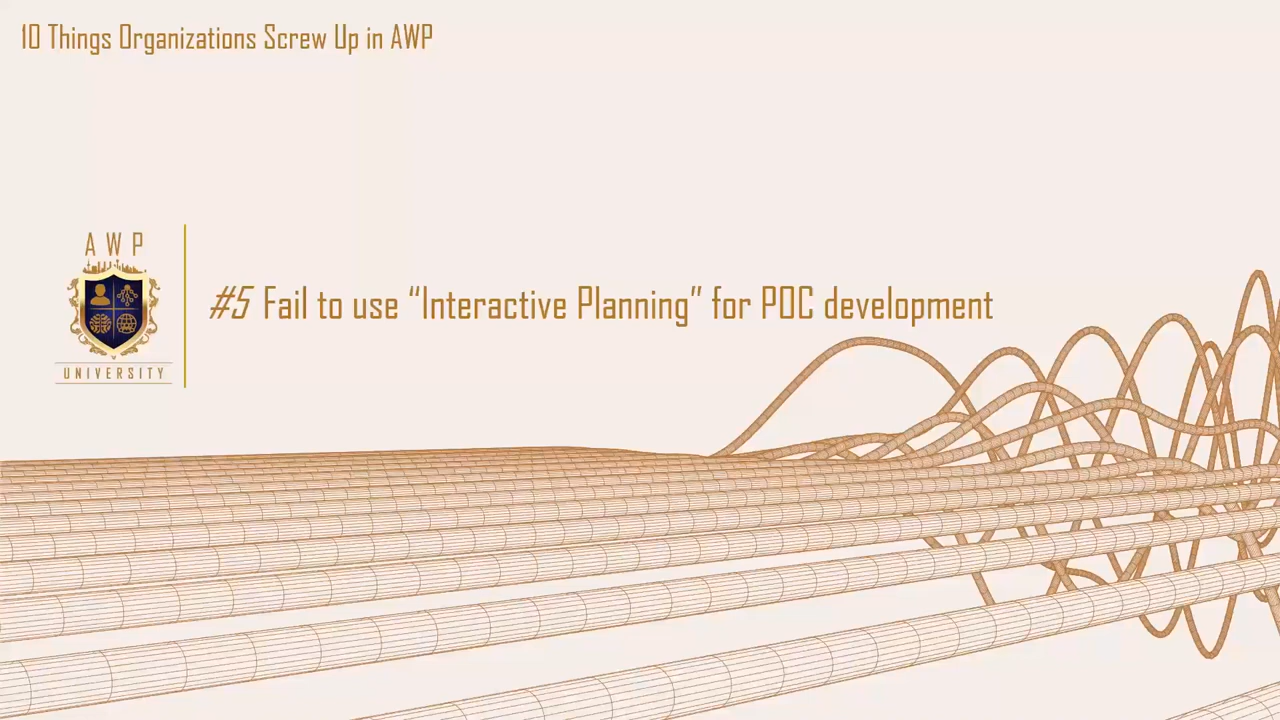 10 Things Organizations Screw Up in AWP
AWP
UNIVERSITY
#5 Fail to use “Interactive Planning” for POC development